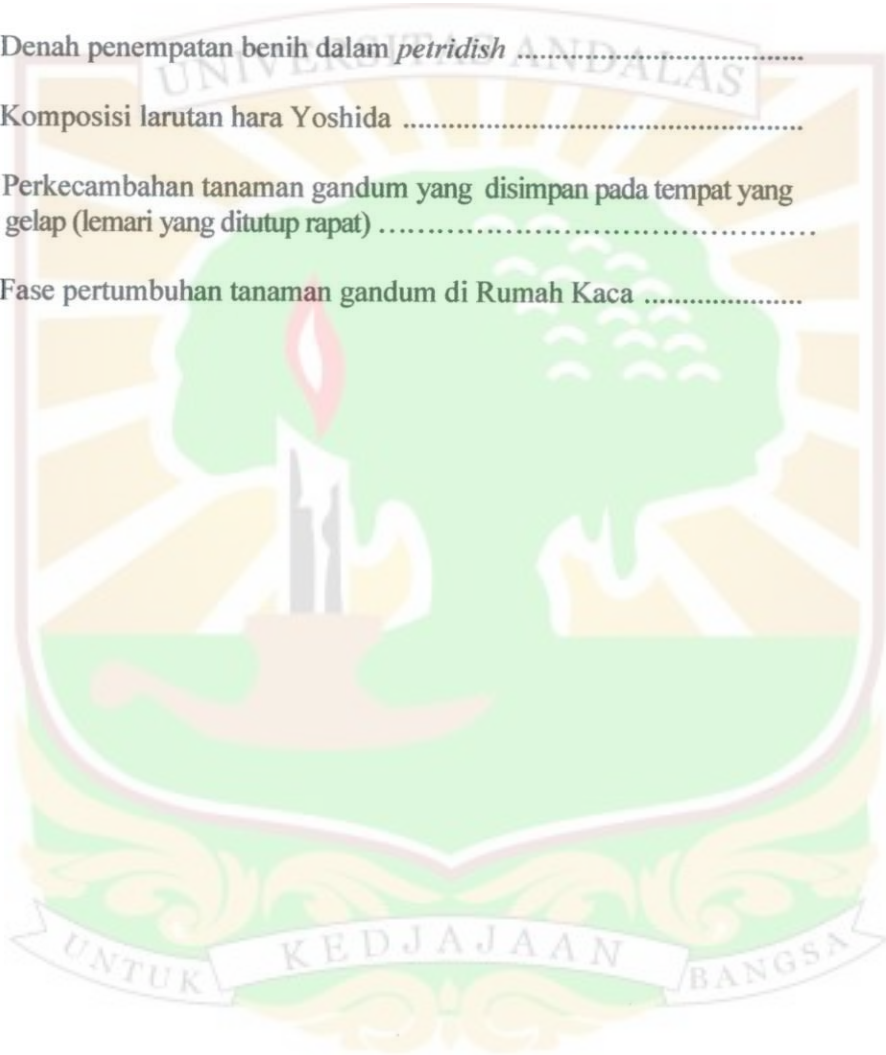 UNIVERSITAS ANDALAS
Denah penempatan benih dalam petridish ....................................
Komposisi larutan hara Yoshida ..................................................
Perkecambahan tanaman gandum yang disimpan pada tempat yang
gelap (lemari yang ditutup rapat) ............................................
Fase pertumbuhan tanaman gandum di Rumah Kaca ....................
UNTUK KEDJAJAAN BANGSA